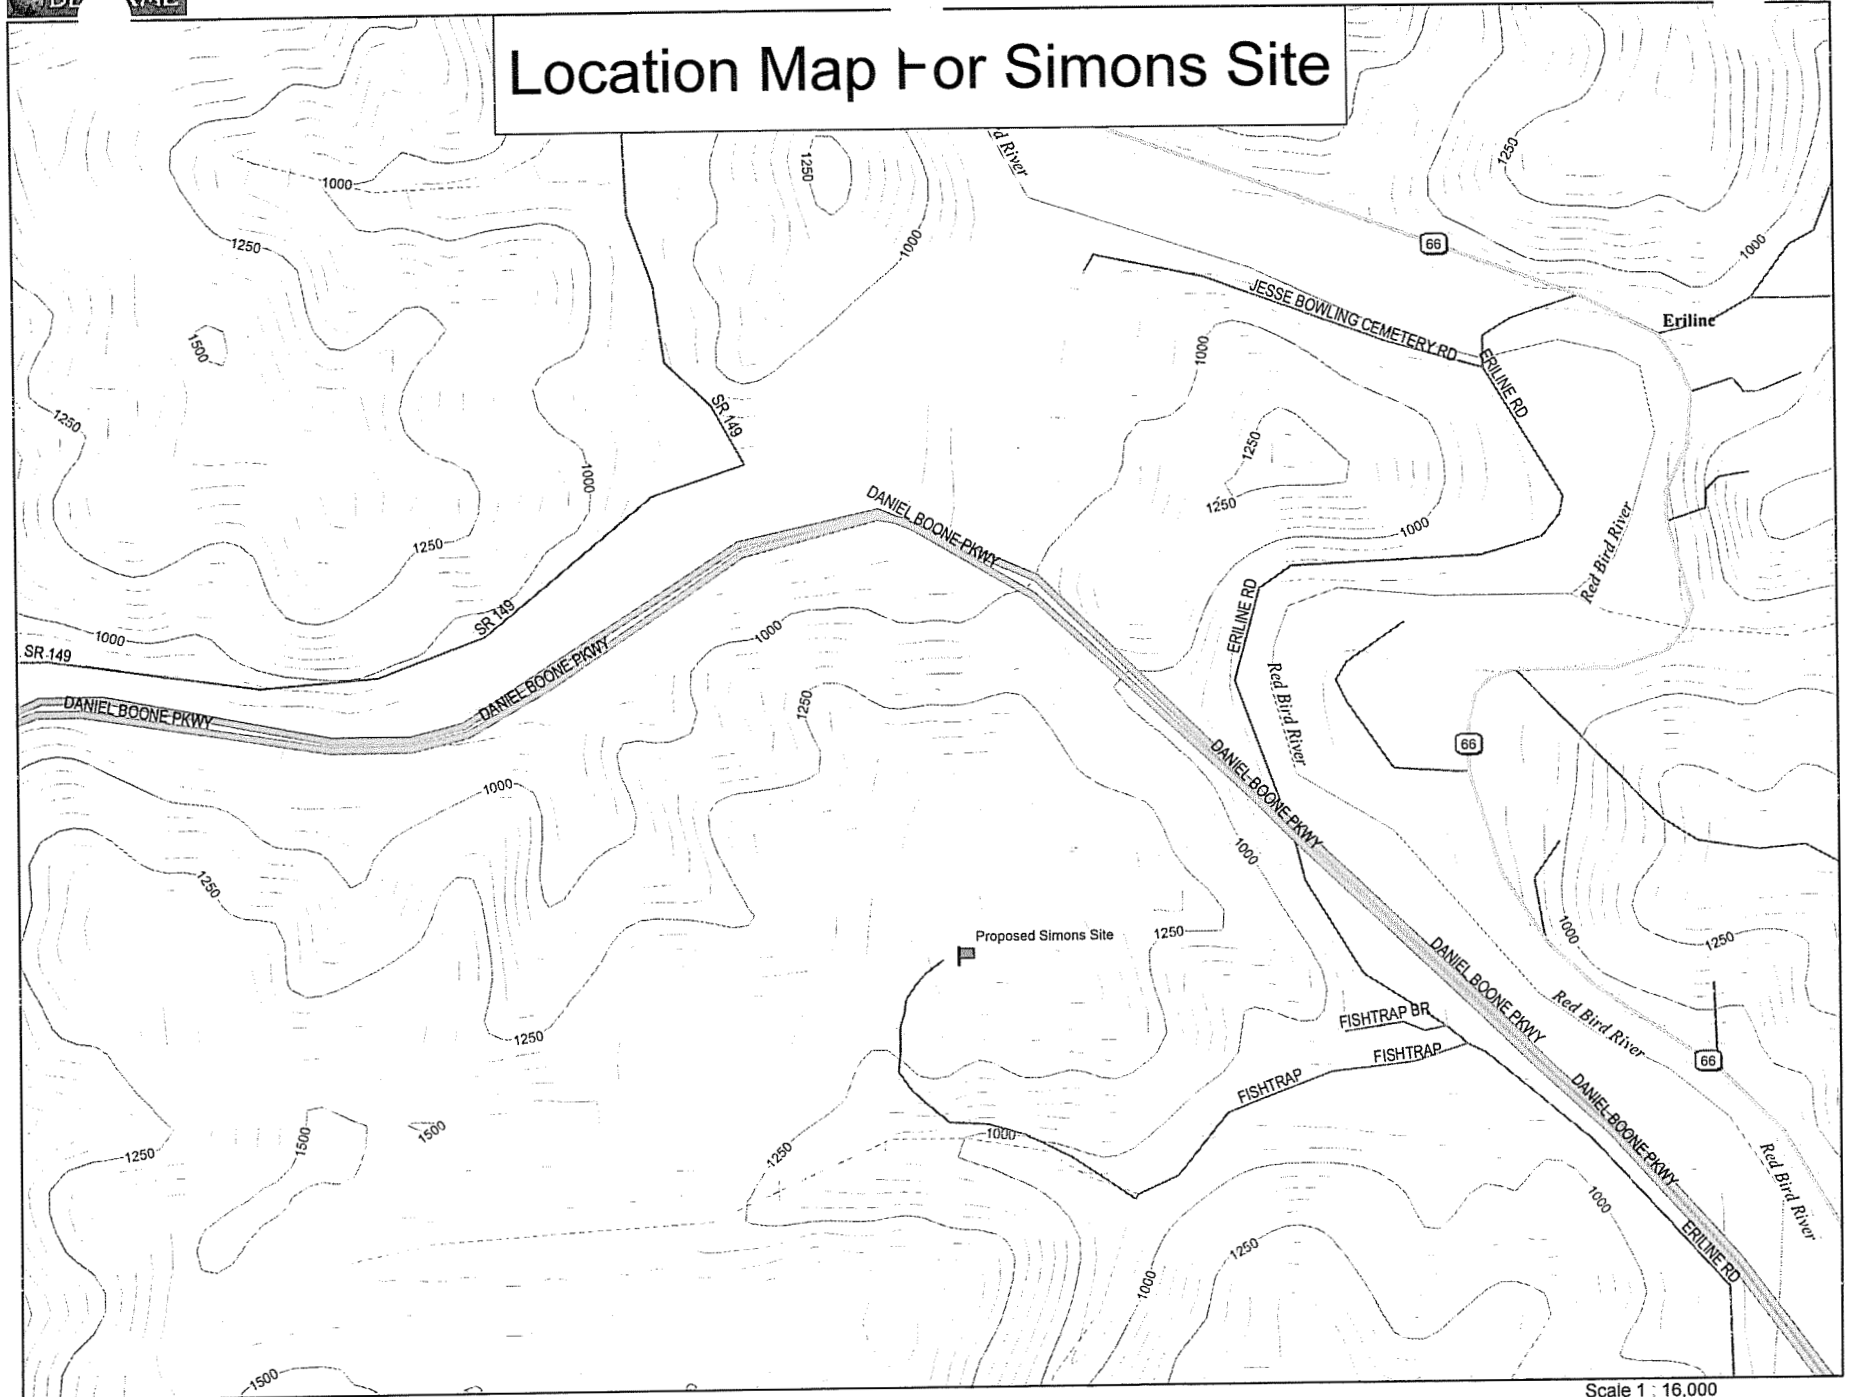 Location Map For Simons Site
d River
1250
1250
1000
1250
1000
66
1000
JESSE BOWLING CEMETERY RD
Eriline
1500
1000
ERILINE RD
1250
SR 149
1250
1000
1250
DANIEL BOONE PKWY
1250
1000
Red Bird River
ERILINE RD
SR 149
1000
1000
SR 149
DANIEL BOONE PKWY
DANIEL BOONE PKWY
1250
Red Bird River
66
DANIEL BOONE PKWY
1000
1250
1000
Proposed Simons Site
1250
1000
1250
DANIEL BOONE PKWY
1250
FISHTRAP BR
Red Bird River
FISHTRAP
66
FISHTRAP
DANIEL BOONE PKWY
1500
1500
1250
1250
1000
Red Bird River
1000
1250
ERILINE RD
1000
1500
Scale 1 : 16,000